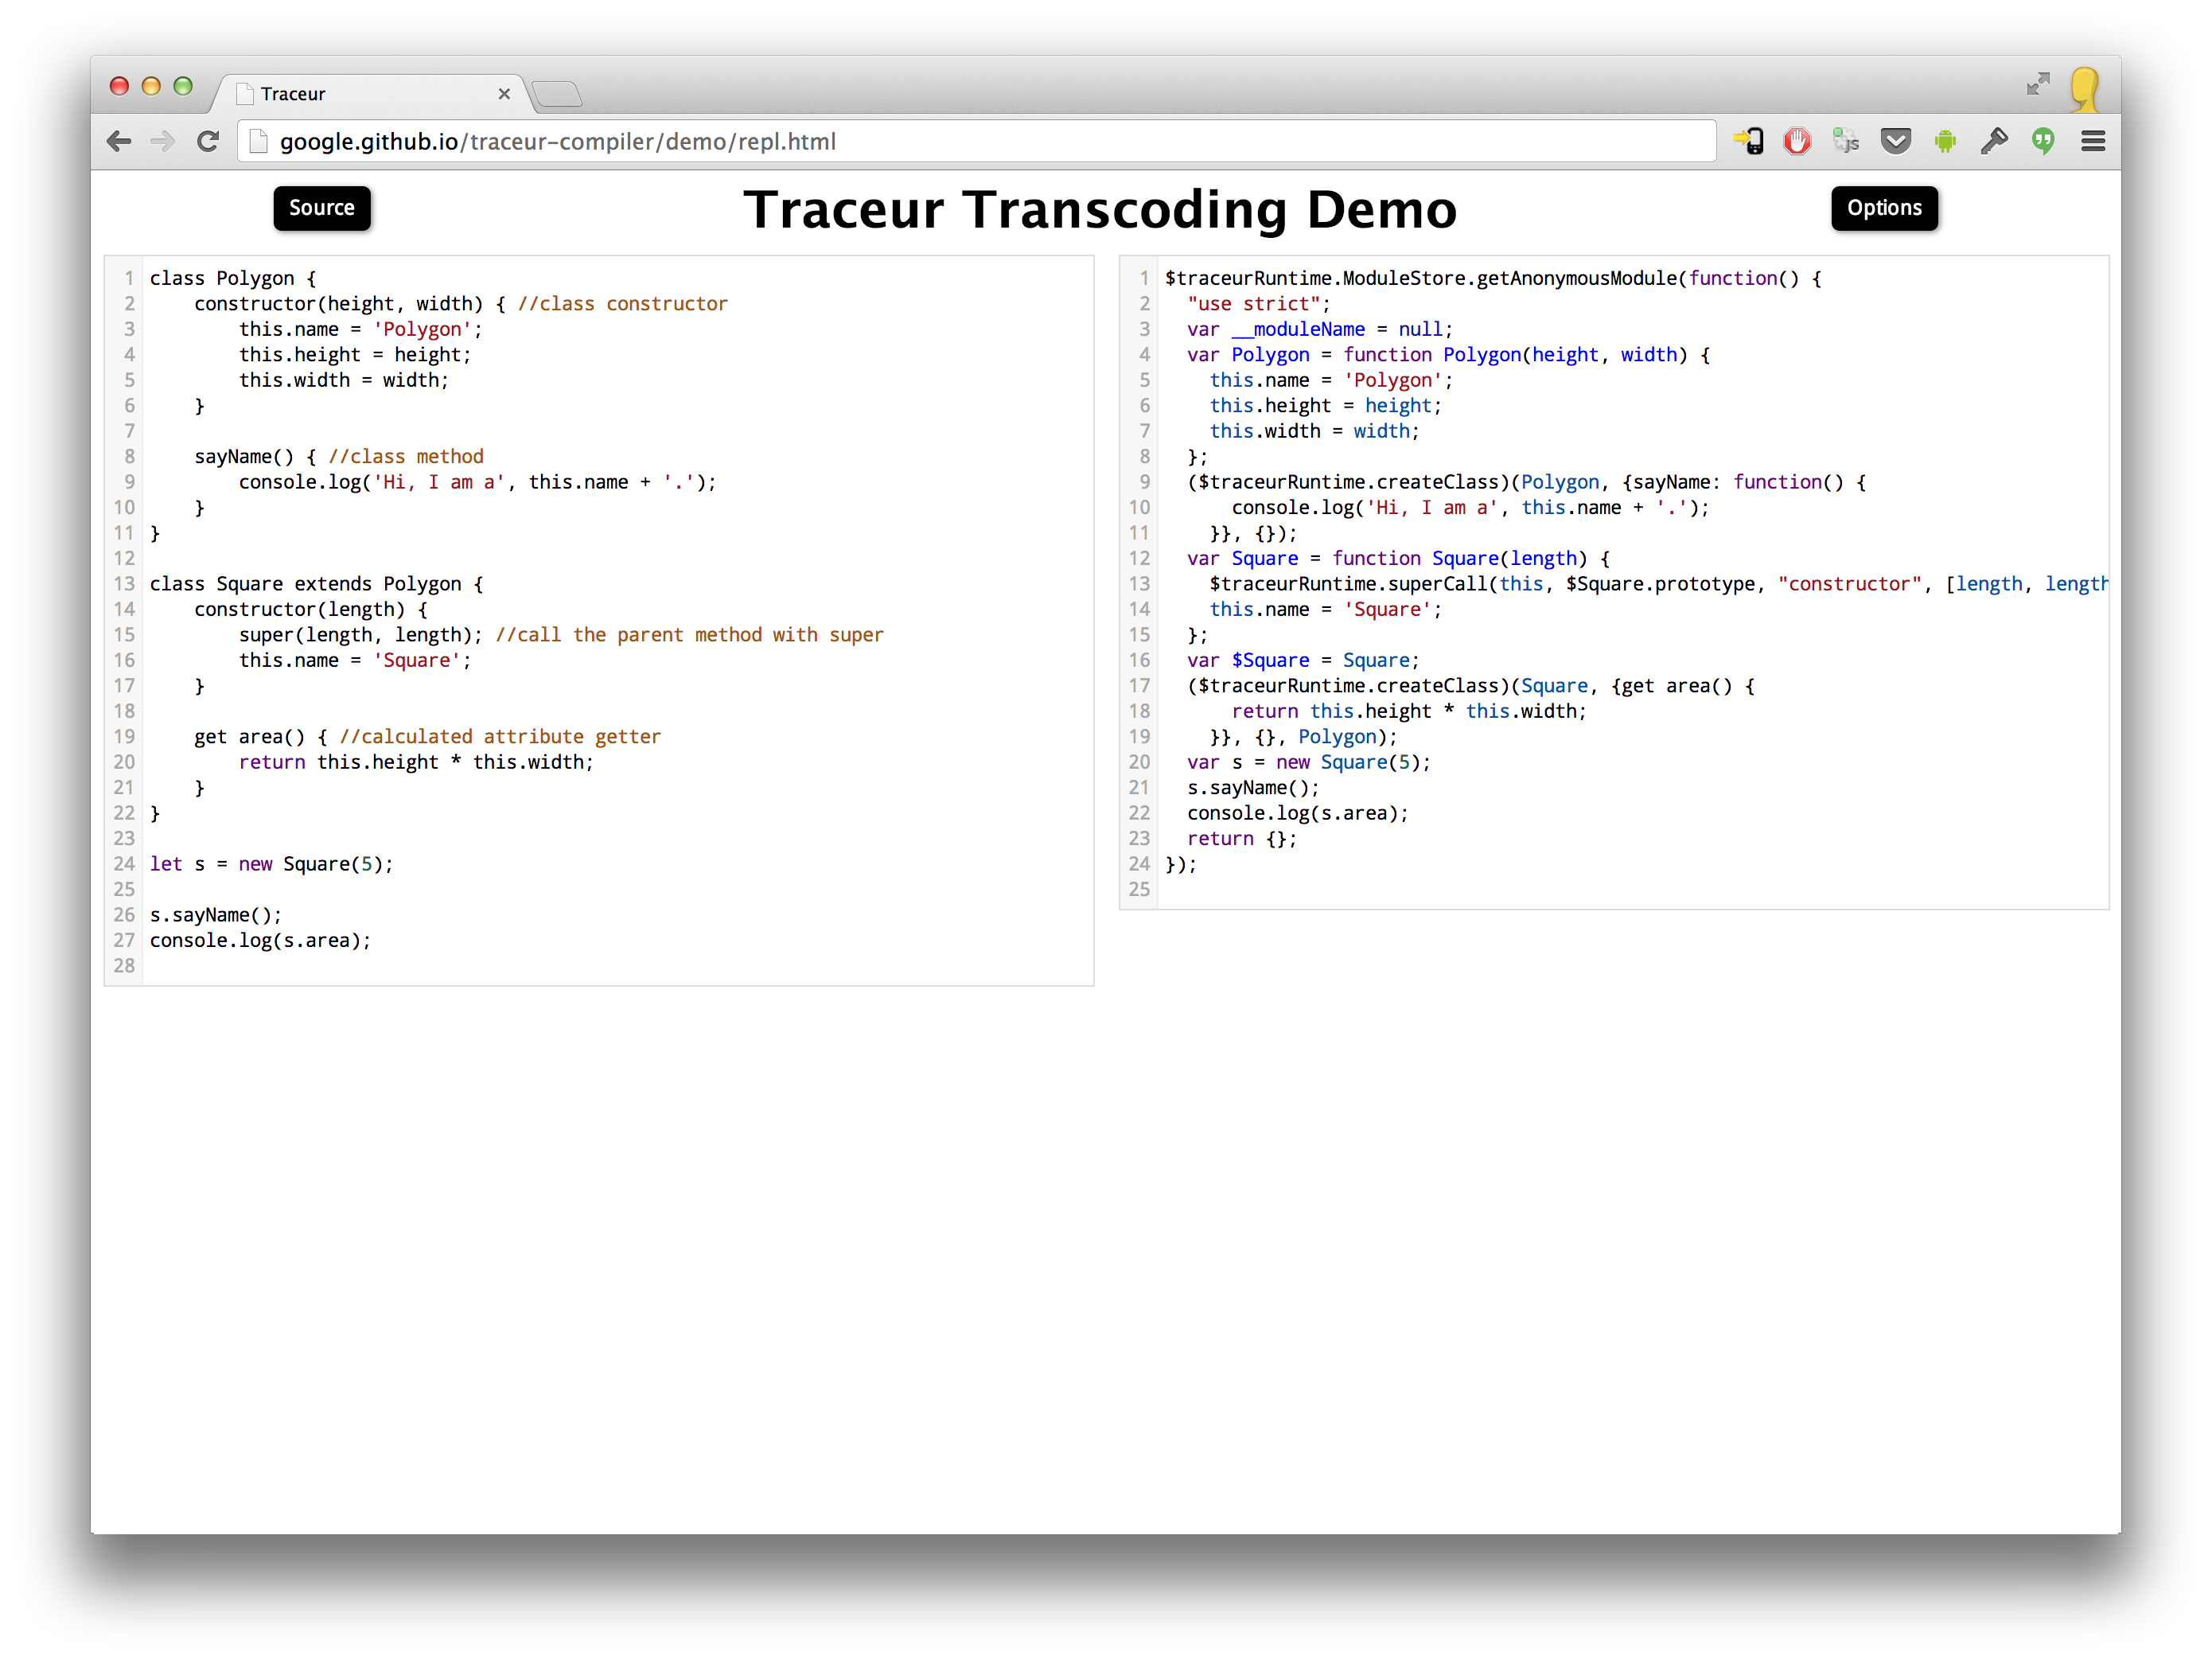 Traceur
google.github.io/traceur-compiler/demo/repl.html
js
Source
Traceur Transcoding Demo
Options
1 class Polygon {
2     constructor(height, width) { //class constructor
3         this.name = 'Polygon';
4         this.height = height;
5         this.width = width;
6     }
7
8     sayName() { //class method
9         console.log('Hi, I am a', this.name + '.');
10     }
11 }
12
13 class Square extends Polygon {
14     constructor(length) {
15         super(length, length); //call the parent method with super
16         this.name = 'Square';
17     }
18
19     get area() { //calculated attribute getter
20         return this.height * this.width;
21     }
22 }
23
24 let s = new Square(5);
25
26 s.sayName();
27 console.log(s.area);
28
1 $traceurRuntime.ModuleStore.getAnonymousModule(function() {
2   "use strict";
3   var __moduleName = null;
4   var Polygon = function Polygon(height, width) {
5     this.name = 'Polygon';
6     this.height = height;
7     this.width = width;
8   };
9   ($traceurRuntime.createClass)(Polygon, {sayName: function() {
10       console.log('Hi, I am a', this.name + '.');
11     }}, {});
12   var Square = function Square(length) {
13     $traceurRuntime.superCall(this, $Square.prototype, "constructor", [length, length
14     this.name = 'Square';
15   };
16   var $Square = Square;
17   ($traceurRuntime.createClass)(Square, {get area() {
18       return this.height * this.width;
19     }}, {}, Polygon);
20   var s = new Square(5);
21   s.sayName();
22   console.log(s.area);
23   return {};
24 });
25